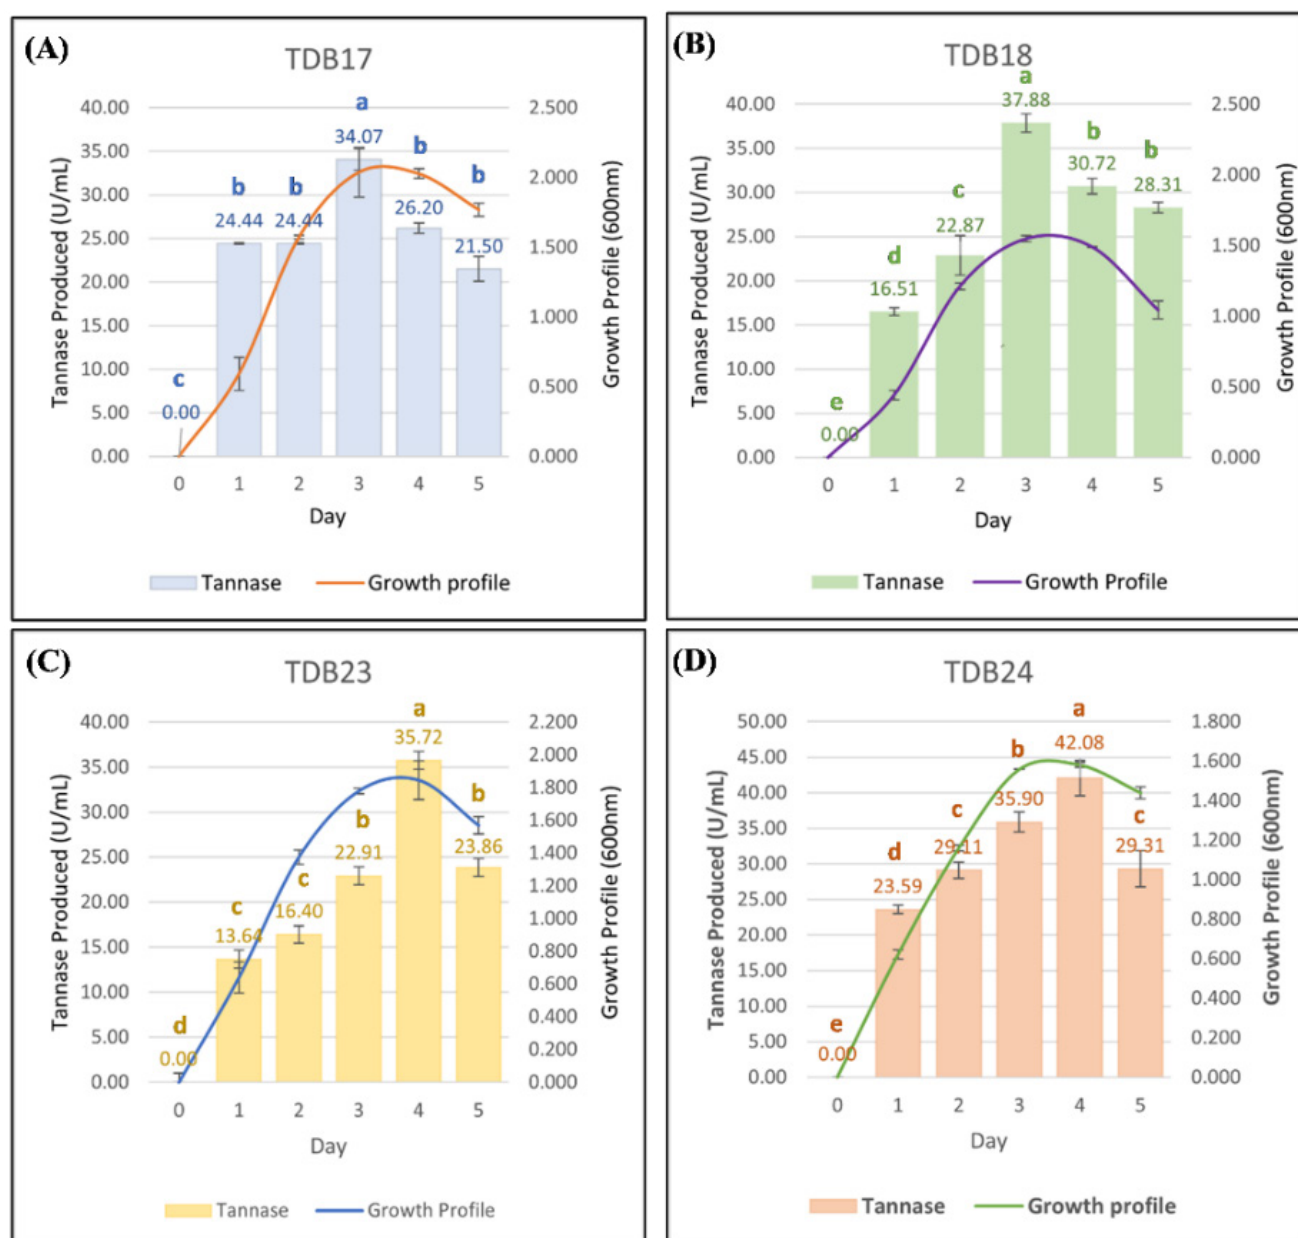 (A)
TDB17
a
40.00
2.500
34.07
b
35.00
b
b
b
2.000
30.00
24.44
24.44
26.20
25.00
21.50
1.500
20.00
15.00
1.000
10.00
c
0.500
5.00
0.00
0.00
0.000
0 1 2 3 4 5
Tannase Produced (U/mL)
Growth Profile (600nm)
Day
Tannase Growth profile
(B)
TDB18
a
40.00
37.88
2.500
b
35.00
b
2.000
30.72
30.00
c
28.31
25.00
22.87
1.500
d
20.00
16.51
15.00
1.000
10.00
0.500
5.00
e
0.00
0.00
0.000
0 1 2 3 4 5
Tannase Produced (U/mL)
Growth Profile (600nm)
Day
Tannase Growth Profile
(C)
TDB23
a
40.00
2.200
35.72
2.000
35.00
1.800
30.00
b
1.600
b
25.00
22.91
23.86
1.400
c
1.200
20.00
c
16.40
1.000
15.00
13.64
0.800
10.00
0.600
d
0.400
5.00
0.00
0.200
0.00
0.000
0 1 2 3 4 5
Tannase Produced (U/mL)
Growth Profile (600nm)
Day
Tannase Growth Profile
(D)
TDB24
a
50.00
1.800
42.08
b
45.00
1.600
40.00
35.90
1.400
c
c
35.00
1.200
d
29.11
29.31
30.00
1.000
23.59
25.00
0.800
20.00
0.600
15.00
0.400
10.00
e
0.200
5.00
0.00
0.00
0.000
0 1 2 3 4 5
Tannase Produced (U/mL)
Growth Profile (600nm)
Day
Tannase Growth profile